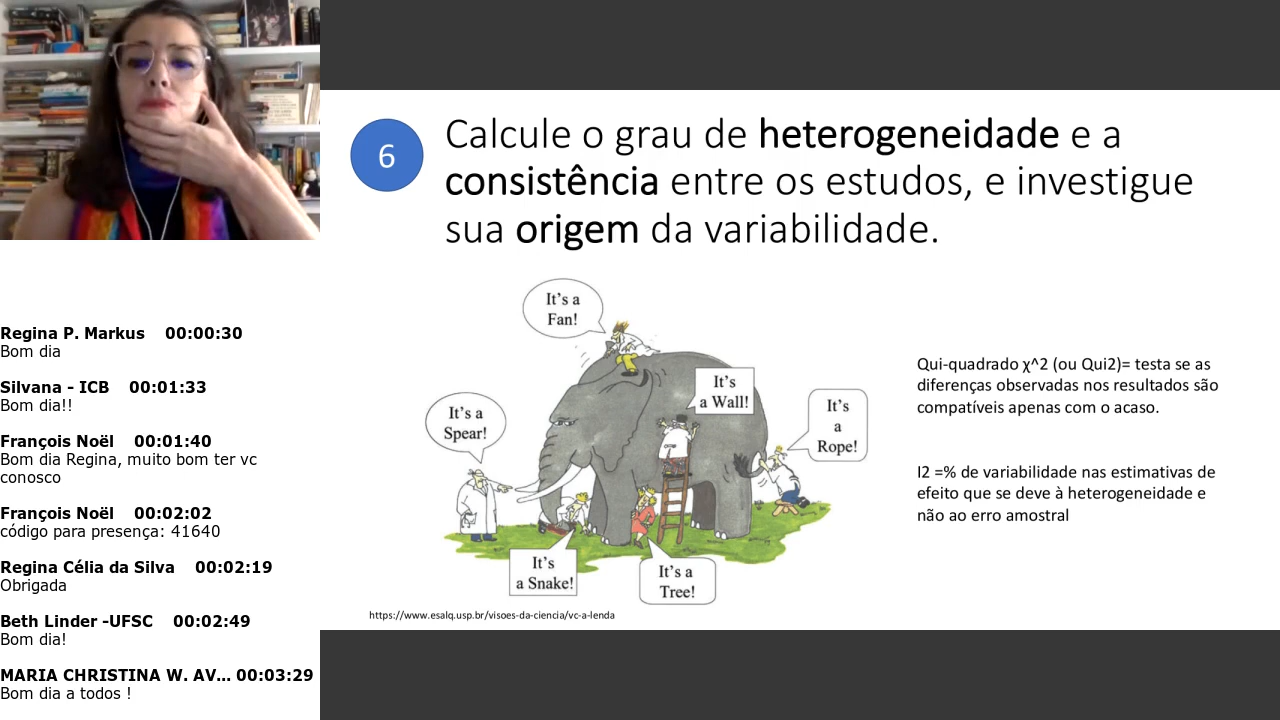 6
Calcule o grau de heterogeneidade e a
consistência entre os estudos, e investigue
sua origem da variabilidade.
It's a
Fan!
It's
a Wall!
It's a
Spear!
It's
a
Rope!
It's
a Snake!
It's a
Tree!
https://www.esalq.usp.br/visoes-da-ciencia/vc-a-lenda
Qui-quadrado χ^2 (ou Qui2)= testa se as
diferenças observadas nos resultados são
compatíveis apenas com o acaso.
I2 =% de variabilidade nas estimativas de
efeito que se deve à heterogeneidade e
não ao erro amostral
Regina P. Markus 00:00:30
Bom dia
Silvana - ICB 00:01:33
Bom dia!!
François Noël 00:01:40
Bom dia Regina, muito bom ter vc
conosco
François Noël 00:02:02
código para presença: 41640
Regina Célia da Silva 00:02:19
Obrigada
Beth Linder -UFSC 00:02:49
Bom dia!
MARIA CHRISTINA W. AV... 00:03:29
Bom dia a todos !